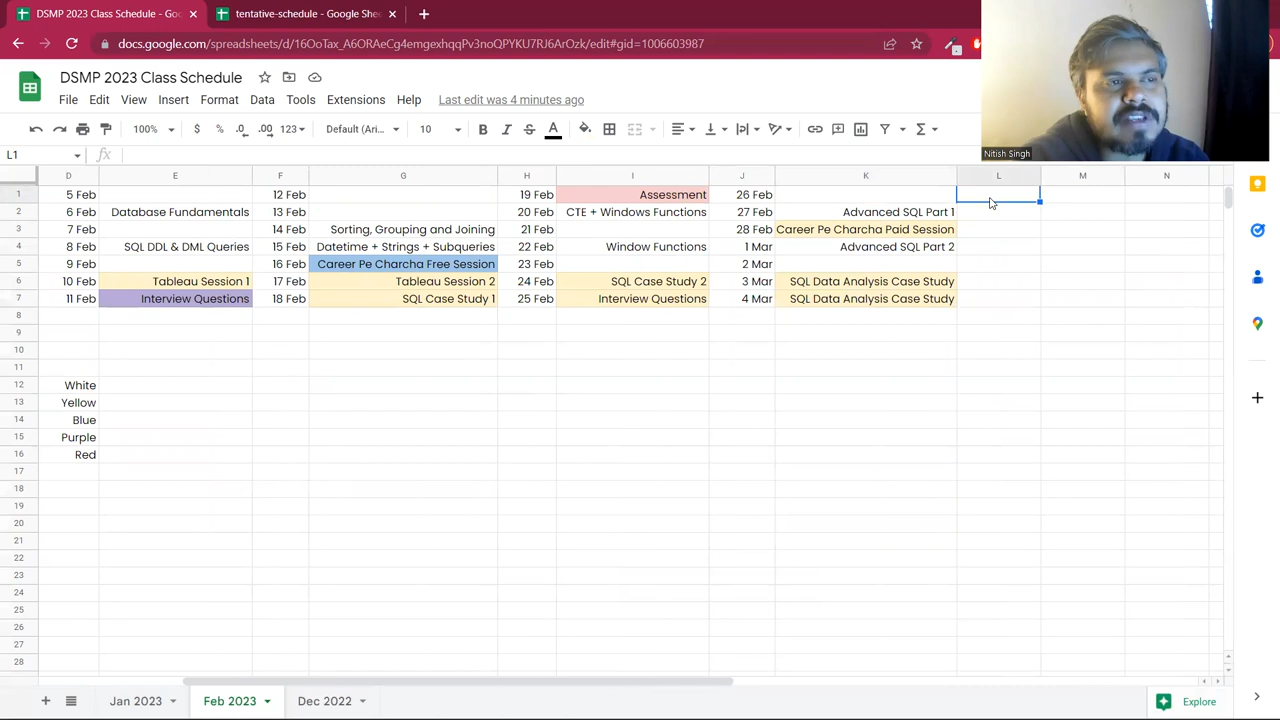 DSMP 2023 Class Schedule - Goo
tentative-schedule - Google Shee
docs.google.com/spreadsheets/d/16OoTax_A6ORAeCg4emgexhqqPv3noQPYKU7RJ6ArOzk/edit#gid=1006603987
DSMP 2023 Class Schedule
File Edit View Insert Format Data Tools Extensions Help Last edit was 4 minutes ago
100% $ % .0 .00 123 Default (Ari... 10 B I S A
L1 fx
Nitish Singh
D E F G H I J K L M N
1 5 Feb 12 Feb 19 Feb Assessment 26 Feb
2 6 Feb Database Fundamentals 13 Feb 20 Feb CTE + Windows Functions 27 Feb Advanced SQL Part 1
3 7 Feb 14 Feb Sorting, Grouping and Joining 21 Feb 28 Feb Career Pe Charcha Paid Session
4 8 Feb SQL DDL & DML Queries 15 Feb Datetime + Strings + Subqueries 22 Feb Window Functions 1 Mar Advanced SQL Part 2
5 9 Feb 16 Feb Career Pe Charcha Free Session 23 Feb 2 Mar
6 10 Feb Tableau Session 1 17 Feb Tableau Session 2 24 Feb SQL Case Study 2 3 Mar SQL Data Analysis Case Study
7 11 Feb Interview Questions 18 Feb SQL Case Study 1 25 Feb Interview Questions 4 Mar SQL Data Analysis Case Study
8
9
10
11
12 White
13 Yellow
14 Blue
15 Purple
16 Red
17
18
19
20
21
22
23
24
25
26
27
28
Jan 2023 Feb 2023 Dec 2022 Explore